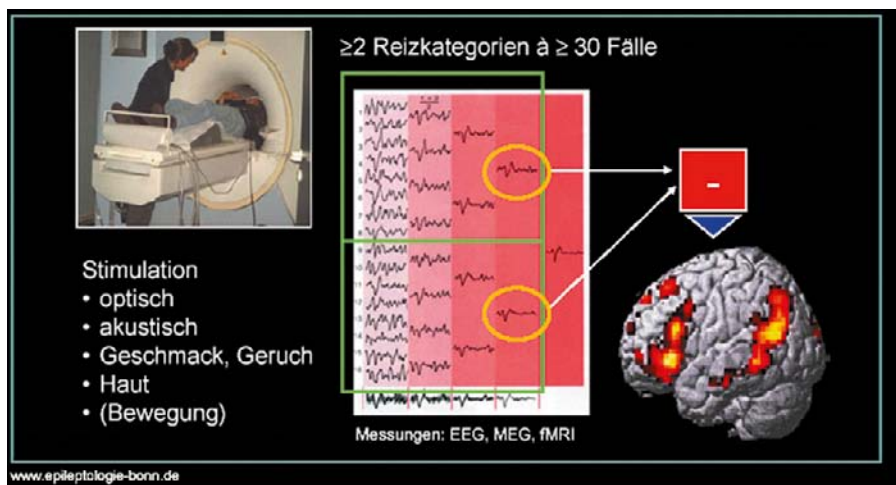 ≥2 Reizkategorien à ≥ 30 Fälle
Stimulation
• optisch
• akustisch
• Geschmack, Geruch
• Haut
• (Bewegung)
-
Messungen: EEG, MEG, fMRI
www.epileptologie-bonn.de